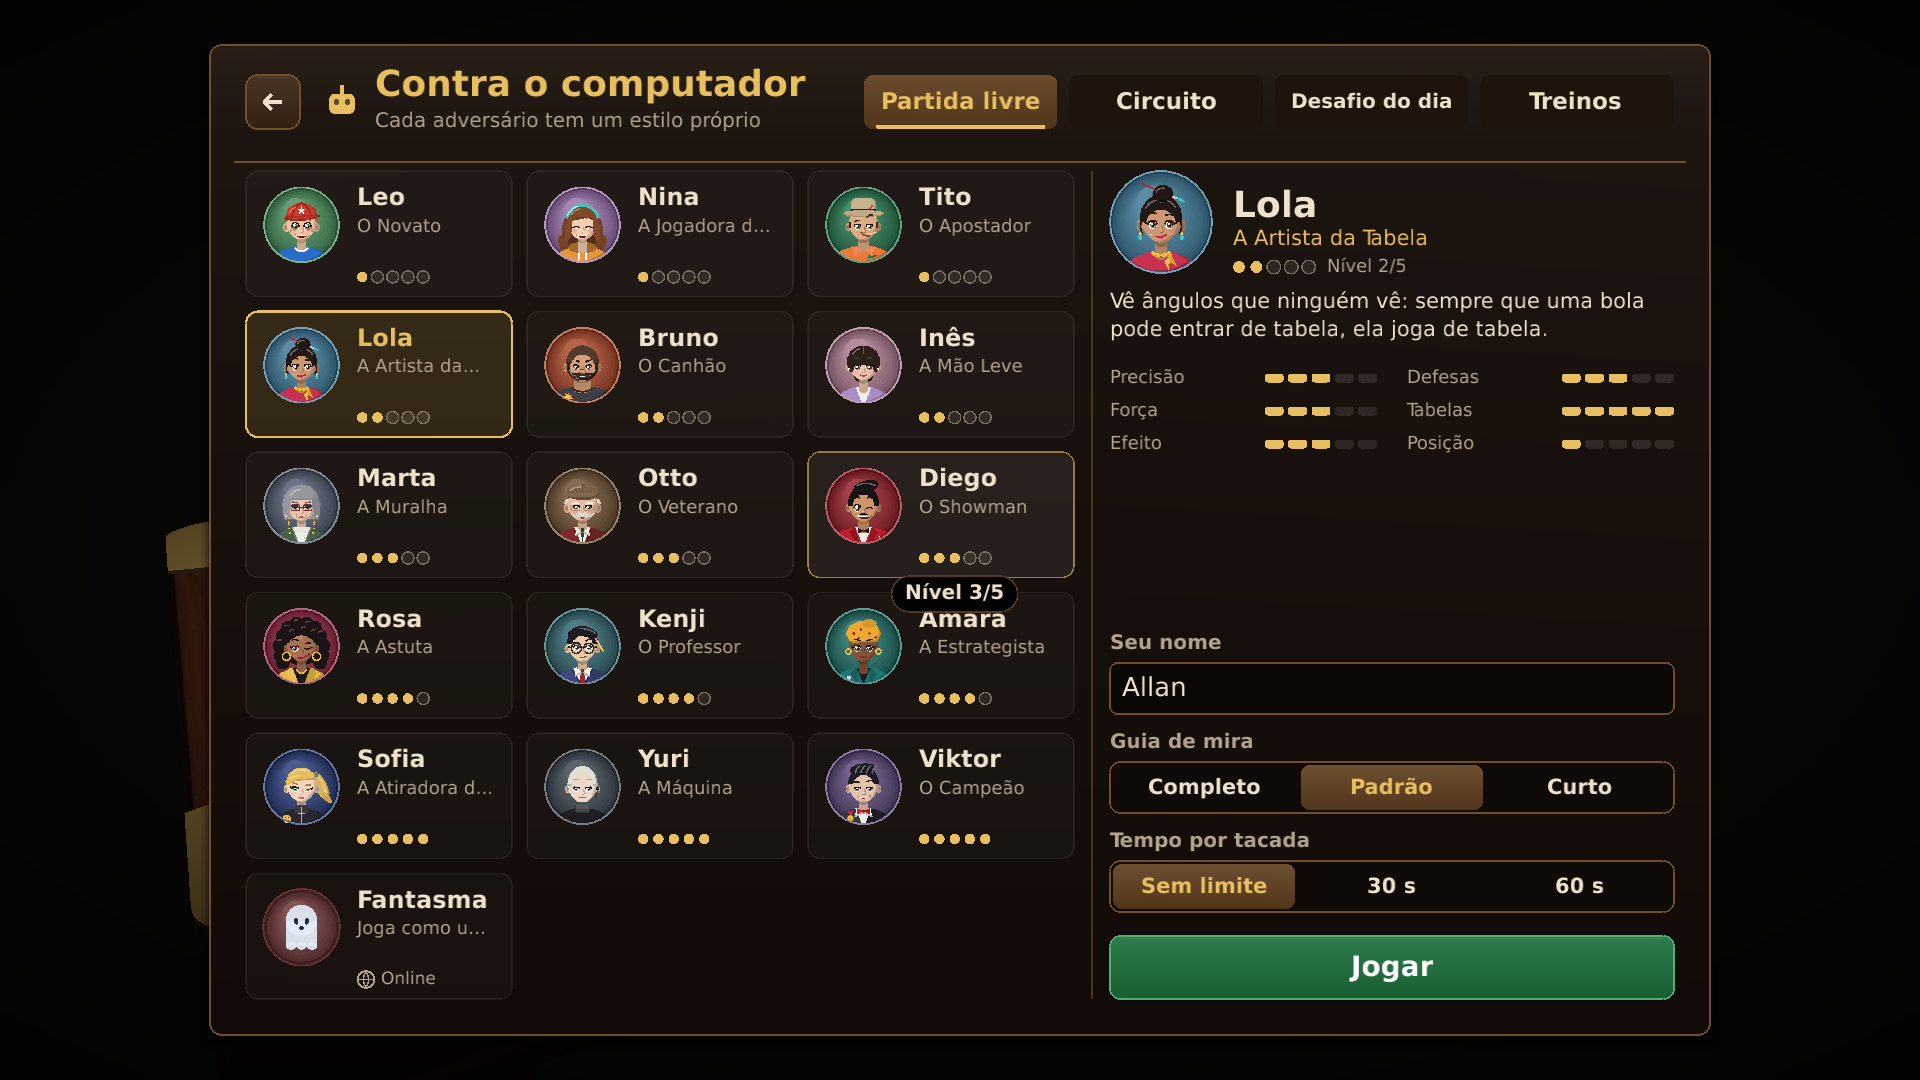 Contra o computador
Cada adversário tem um estilo próprio
Partida livre
Circuito
Desafio do dia
Treinos
Leo
O Novato
Nina
A Jogadora d...
Tito
O Apostador
Lola
A Artista da...
Bruno
O Canhão
Inês
A Mão Leve
Marta
A Muralha
Otto
O Veterano
Diego
O Showman
Nível 3/5
Rosa
A Astuta
Kenji
O Professor
Amara
A Estrategista
Sofia
A Atiradora d...
Yuri
A Máquina
Viktor
O Campeão
Fantasma
Joga como u...
Online
Lola
A Artista da Tabela
Nível 2/5
Vê ângulos que ninguém vê: sempre que uma bola
pode entrar de tabela, ela joga de tabela.
Precisão
Defesas
Força
Tabelas
Efeito
Posição
Seu nome
Allan
Guia de mira
Completo
Padrão
Curto
Tempo por tacada
Sem limite
30 s
60 s
Jogar